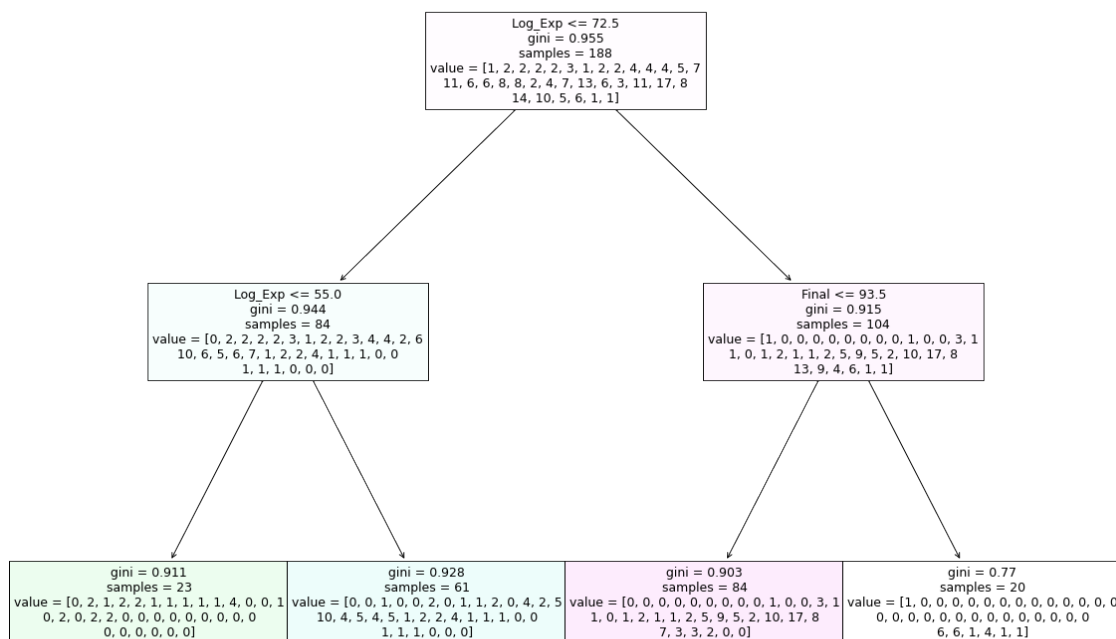 Log_Exp <= 72.5
gini = 0.955
samples = 188
value = [1, 2, 2, 2, 2, 3, 1, 2, 2, 4, 4, 4, 5, 7
11, 6, 6, 8, 8, 2, 4, 7, 13, 6, 3, 11, 17, 8
14, 10, 5, 6, 1, 1]
Log_Exp <= 55.0
gini = 0.944
samples = 84
value = [0, 2, 2, 2, 2, 3, 1, 2, 2, 3, 4, 4, 2, 6
10, 6, 5, 6, 7, 1, 2, 2, 4, 1, 1, 1, 0, 0
1, 1, 1, 0, 0, 0]
Final <= 93.5
gini = 0.915
samples = 104
value = [1, 0, 0, 0, 0, 0, 0, 0, 0, 1, 0, 0, 3, 1
1, 0, 1, 2, 1, 1, 2, 5, 9, 5, 2, 10, 17, 8
13, 9, 4, 6, 1, 1]
gini = 0.911
samples = 23
value = [0, 2, 1, 2, 2, 1, 1, 1, 1, 1, 4, 0, 0, 1
0, 2, 0, 2, 2, 0, 0, 0, 0, 0, 0, 0, 0, 0
0, 0, 0, 0, 0, 0]
gini = 0.928
samples = 61
value = [0, 0, 1, 0, 0, 2, 0, 1, 1, 2, 0, 4, 2, 5
10, 4, 5, 4, 5, 1, 2, 2, 4, 1, 1, 1, 0, 0
1, 1, 1, 0, 0, 0]
gini = 0.903
samples = 84
value = [0, 0, 0, 0, 0, 0, 0, 0, 0, 1, 0, 0, 3, 1
1, 0, 1, 2, 1, 1, 2, 5, 9, 5, 2, 10, 17, 8
7, 3, 3, 2, 0, 0]
gini = 0.77
samples = 20
value = [1, 0, 0, 0, 0, 0, 0, 0, 0, 0, 0, 0, 0, 0
0, 0, 0, 0, 0, 0, 0, 0, 0, 0, 0, 0, 0, 0
6, 6, 1, 4, 1, 1]